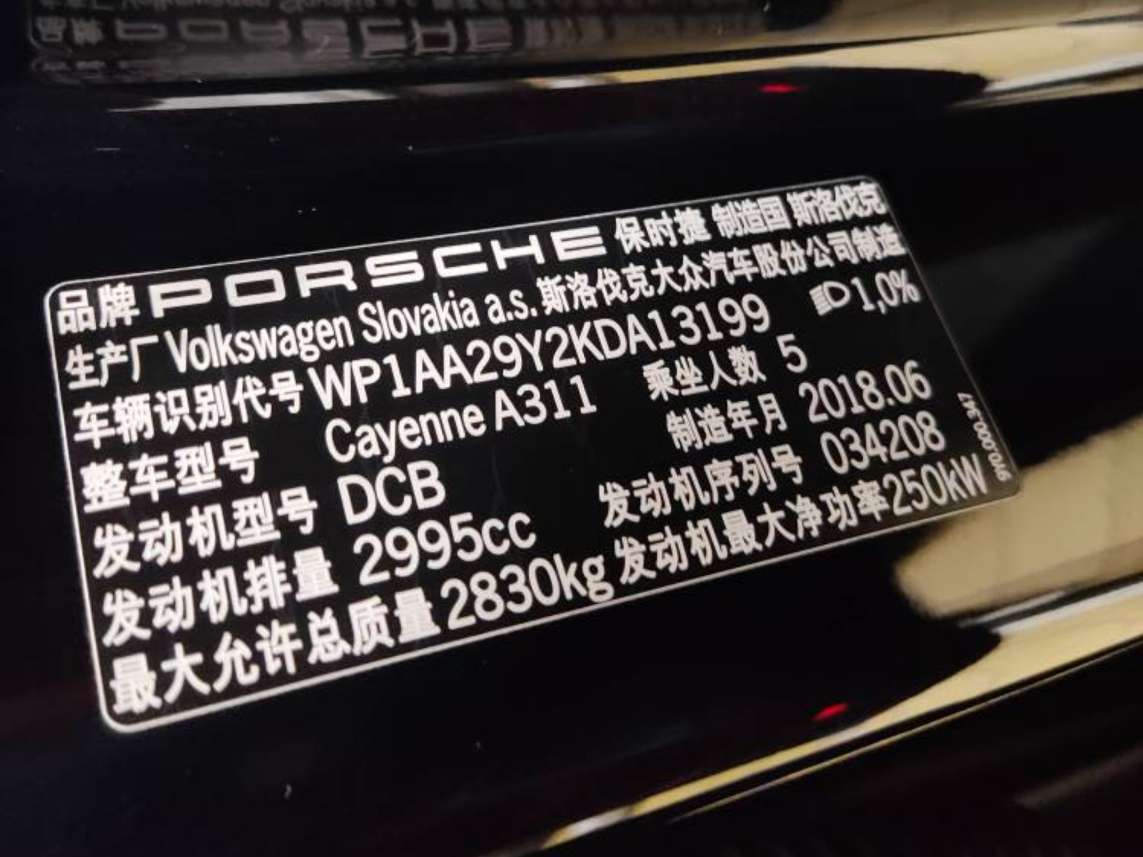 品牌 PORSCHE 保时捷 制造国 斯洛伐克
生产厂 Volkswagen Slovakia a.s. 斯洛伐克大众汽车股份公司制造
车辆识别代号 WP1AA29Y2KDA13199 1,0%
整车型号 Cayenne A311 乘坐人数 5
发动机型号 DCB 制造年月 2018.06
发动机排量 2995cc 发动机序列号 034208
最大允许总质量 2830kg 发动机最大净功率 250kW
9Y0.000.347